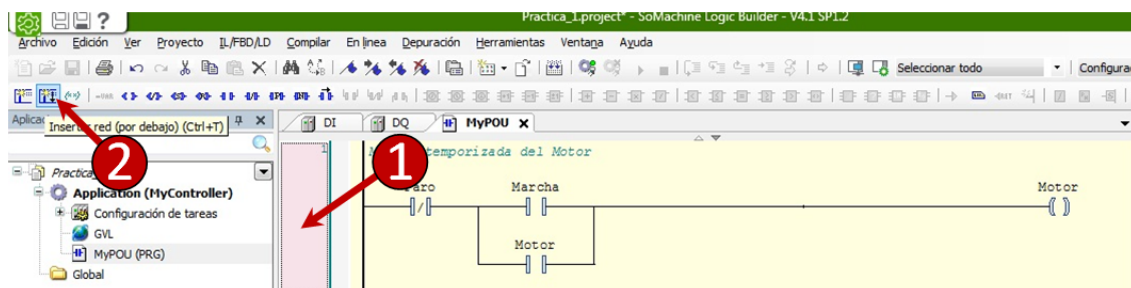 Practica_1.project* - SoMachine Logic Builder - V4.1 SP1.2
Archivo Edición Ver Proyecto IL/FBD/LD Compilar En línea Depuración Herramientas Ventana Ayuda
Seleccionar todo Configura
Insertar red (por debajo) (Ctrl+T)
DI DQ MyPOU
1
temporizada del Motor
1
2
Practica
Application (MyController)
Configuración de tareas
GVL
MyPOU (PRG)
Global
Marcha Motor
Motor